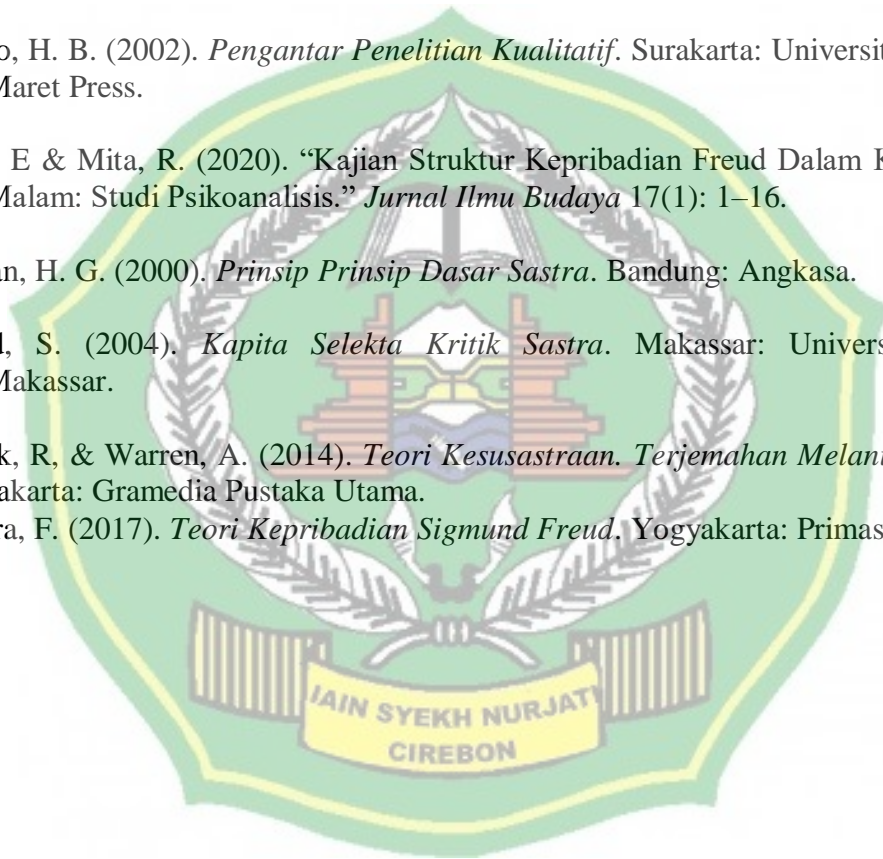 o, H. B. (2002). Pengantar Penelitian Kualitatif. Surakarta: Universit
Maret Press.
E & Mita, R. (2020). “Kajian Struktur Kepribadian Freud Dalam K
Malam: Studi Psikoanalisis.” Jurnal Ilmu Budaya 17(1): 1–16.
an, H. G. (2000). Prinsip Prinsip Dasar Sastra. Bandung: Angkasa.
l, S. (2004). Kapita Selekta Kritik Sastra. Makassar: Univers
Makassar.
k, R, & Warren, A. (2014). Teori Kesusastraan. Terjemahan Melani
akarta: Gramedia Pustaka Utama.
ra, F. (2017). Teori Kepribadian Sigmund Freud. Yogyakarta: Primas
IAIN SYEKH NURJATI
CIREBON